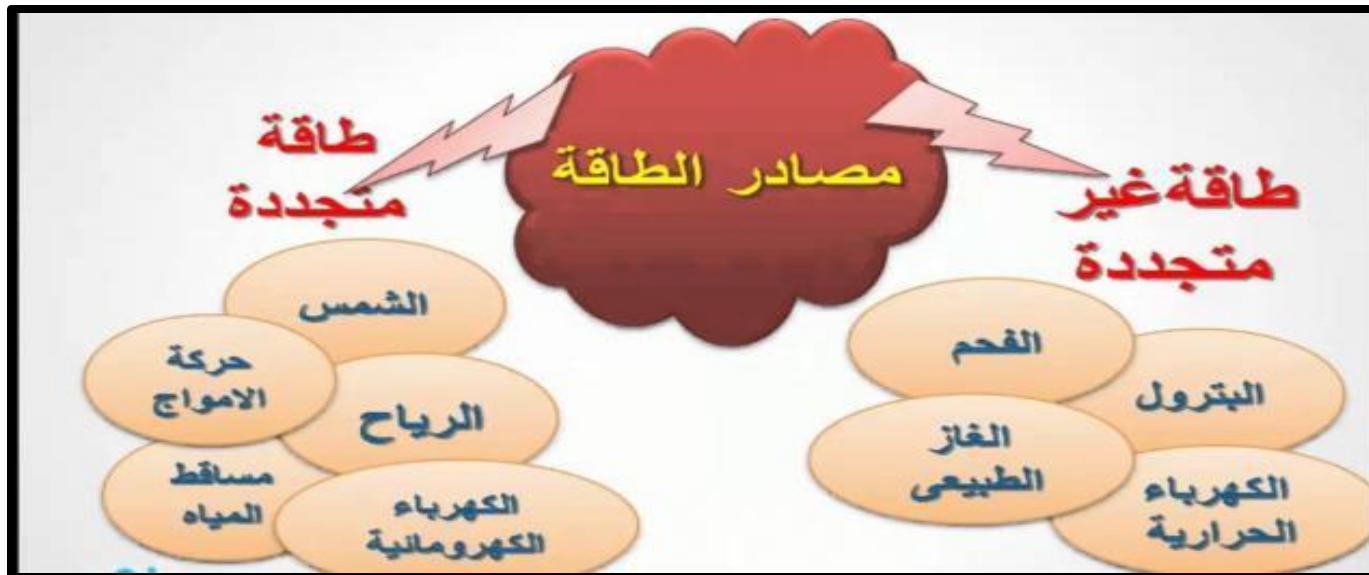 مصادر الطاقة
طاقة غير
متجددة
الفحم
البترول
الغاز
الطبيعى
الكهرباء
الحرارية
طاقة
متجددة
الشمس
حركة
الامواج
الرياح
مساقط
المياه
الكهرباء
الكهرومائية